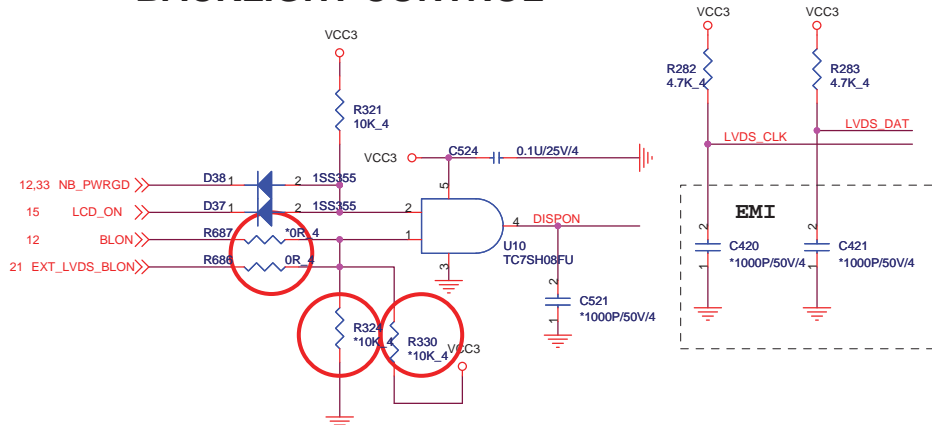 VCC3
VCC3
VCC3
R282
4.7K_4
R283
4.7K_4
R321
10K_4
LVDS_DAT
LVDS_CLK
VCC3
C524
0.1U/25V/4
5
12,33 NB_PWRGD
D38 1
2 1SS355
15 LCD_ON
D37 1
2 1SS355
2
4
DISPON
12 BLON
R687
*0R_4
1
U10
TC7SH08FU
21 EXT_LVDS_BLON
R686
0R_4
3
EMI
2
C420
1
*1000P/50V/4
2
C421
1
*1000P/50V/4
2
C521
1
*1000P/50V/4
R324
*10K_4
R330
*10K_4
VCC3